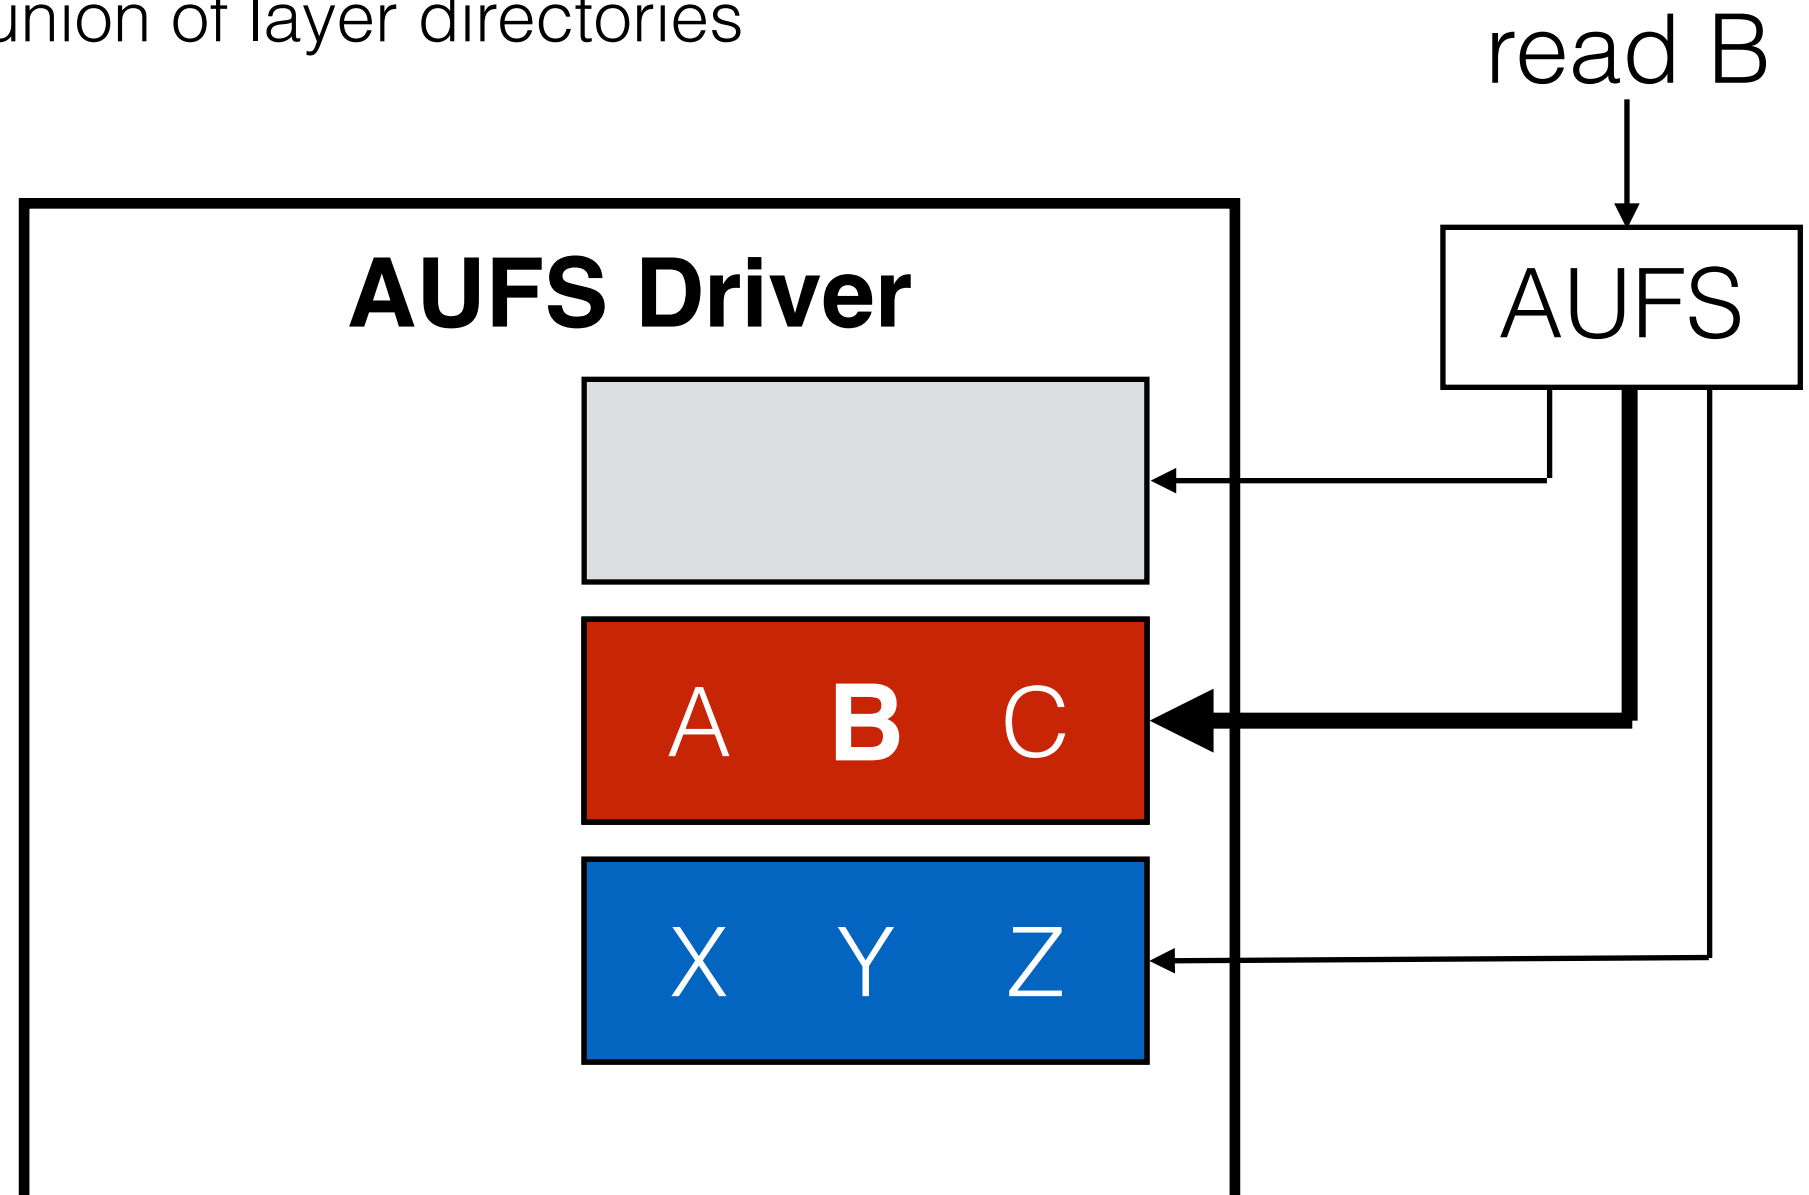 union of layer directories
read B
AUFS Driver
AUFS
A B C
X Y Z